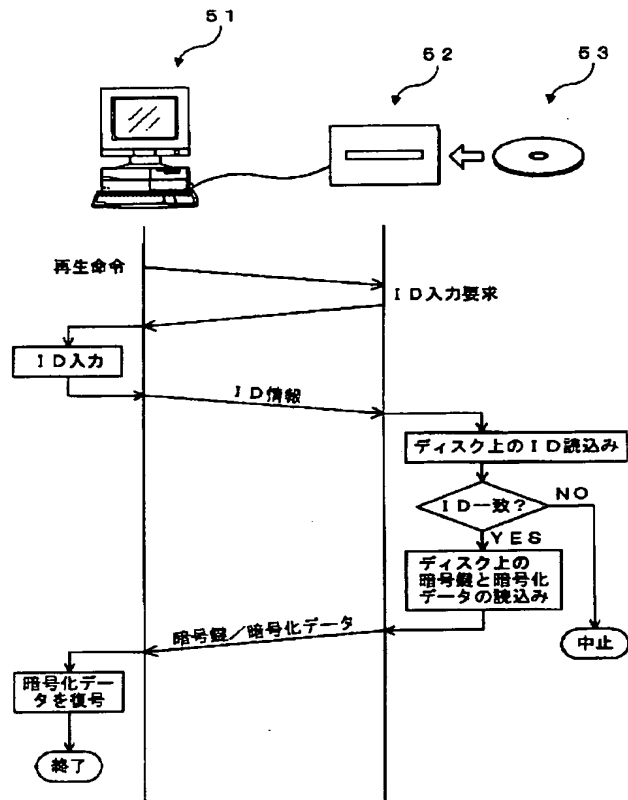 51
52
53
再生命令
ID入力要求
ID入力
ID情報
ディスク上のID読込み
ID一致?
NO
YES
ディスク上の
暗号鍵と暗号化
データの読込み
暗号鍵/暗号化データ
中止
暗号化デー
タを復号
終了